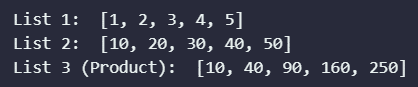 List 1:  [1, 2, 3, 4, 5]
List 2:  [10, 20, 30, 40, 50]
List 3 (Product):  [10, 40, 90, 160, 250]